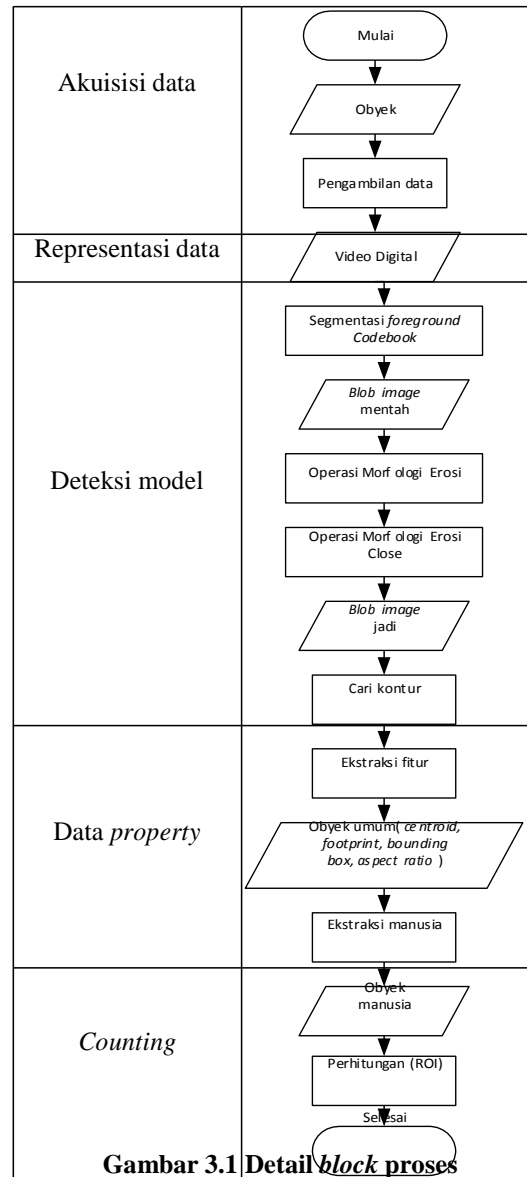 Akuisisi data
Mulai
Obyek
Pengambilan data
Representasi data
Video Digital
Deteksi model
Segmentasi foreground
Codebook
Blob image
mentah
Operasi Morf ologi Erosi
Operasi Morf ologi Erosi
Close
Blob image
jadi
Cari kontur
Data property
Ekstraksi fitur
Obyek umum( centroid,
footprint, bounding
box, aspect ratio )
Ekstraksi manusia
Counting
Obyek
manusia
Perhitungan (ROI)
Selesai
Gambar 3.1 Detail block proses